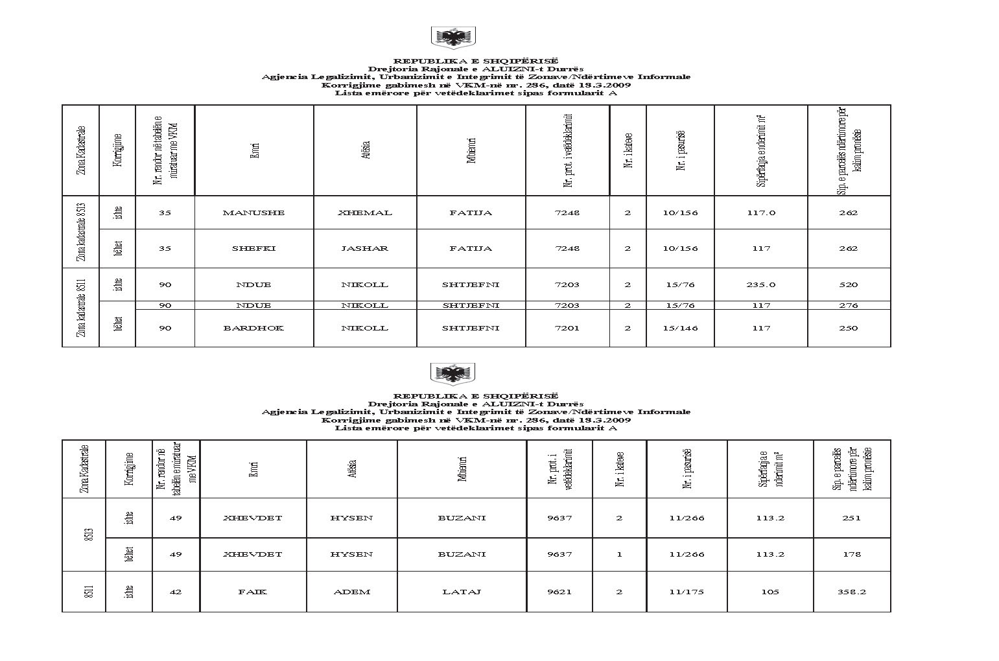 REPUBLIKA E SHQIPËRISË
Drejtoria Rajonale e ALUIZNI-t Durrës
Agjencia Legalizimit, Urbanizimit e Integrimit të Zonave/Ndërtimeve Informale
Korrigjime gabimesh në VKM-në nr. 286, datë 18.3.2009
Lista emërore për vetëdeklarimet sipas formularit A
Zona Kadastrale Korrigjime Nr. rendor në tabelën e miratuar me VKM Emri Atësia Mbiemri Nr. prot. i vetëdeklarimit Nr. i kateve Nr. i pasurisë Sipërfaqja e nderimit m² Sip. e parcelës ndërtimore për kalim pronësie
Zona kadastrale 8513 ishte 35 MANUSHE XHEMAL FATIJA 7248 2 10/156 117.0 262
bëhet 35 SHEFKI JASHAR FATIJA 7248 2 10/156 117 262
Zona kadastrale 8511 ishte 90 NDUE NIKOLL SHTJEFNI 7203 2 15/76 235.0 520
bëhet 90 NDUE NIKOLL SHTJEFNI 7203 2 15/76 117 276
90 BARDHOK NIKOLL SHTJEFNI 7201 2 15/146 117 250
REPUBLIKA E SHQIPËRISË
Drejtoria Rajonale e ALUIZNI-t Durrës
Agjencia Legalizimit, Urbanizimit e Integrimit të Zonave/Ndërtimeve Informale
Korrigjime gabimesh në VKM-në nr. 286, datë 18.3.2009
Lista emërore për vetëdeklarimet sipas formularit A
Zona Kadastrale Korrigjime Nr. rendor në tabelën e miratuar me VKM Emri Atësia Mbiemri Nr. prot. i vetëdeklarimit Nr. i kateve Nr. i pasurisë Sipërfaqja e nderimit m² Sip. e parcelës ndërtimore për kalim pronësie
8513 ishte 49 XHEVDET HYSEN BUZANI 9637 2 11/266 113.2 251
bëhet 49 XHEVDET HYSEN BUZANI 9637 1 11/266 113.2 178
8511 ishte 42 FAIK ADEM LATAJ 9621 2 11/175 105 358.2